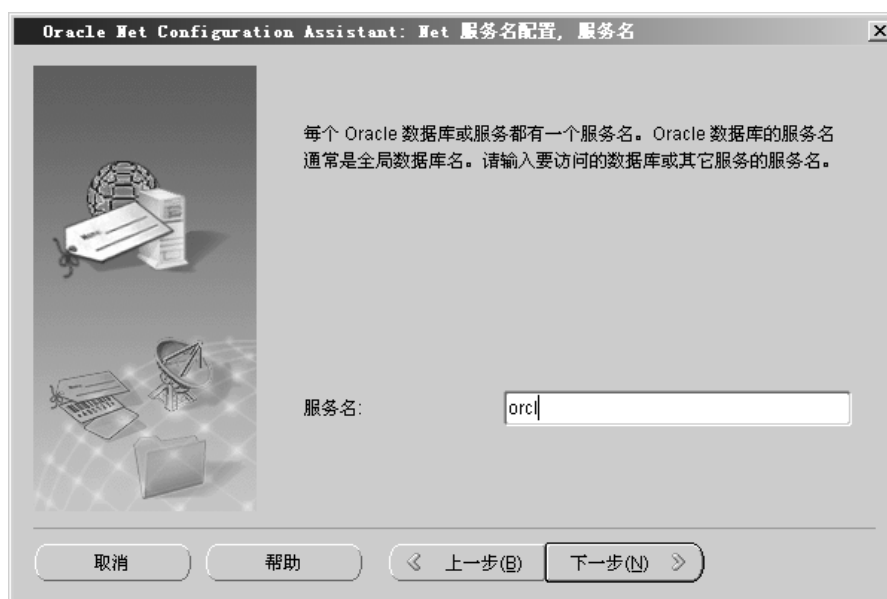 Oracle Net Configuration Assistant: Net 服务名配置, 服务名
每个 Oracle 数据库或服务都有一个服务名。Oracle 数据库的服务名
通常是全局数据库名。请输入要访问的数据库或其它服务的服务名。
服务名:
orcl
取消
帮助
上一步(B)
下一步(N)